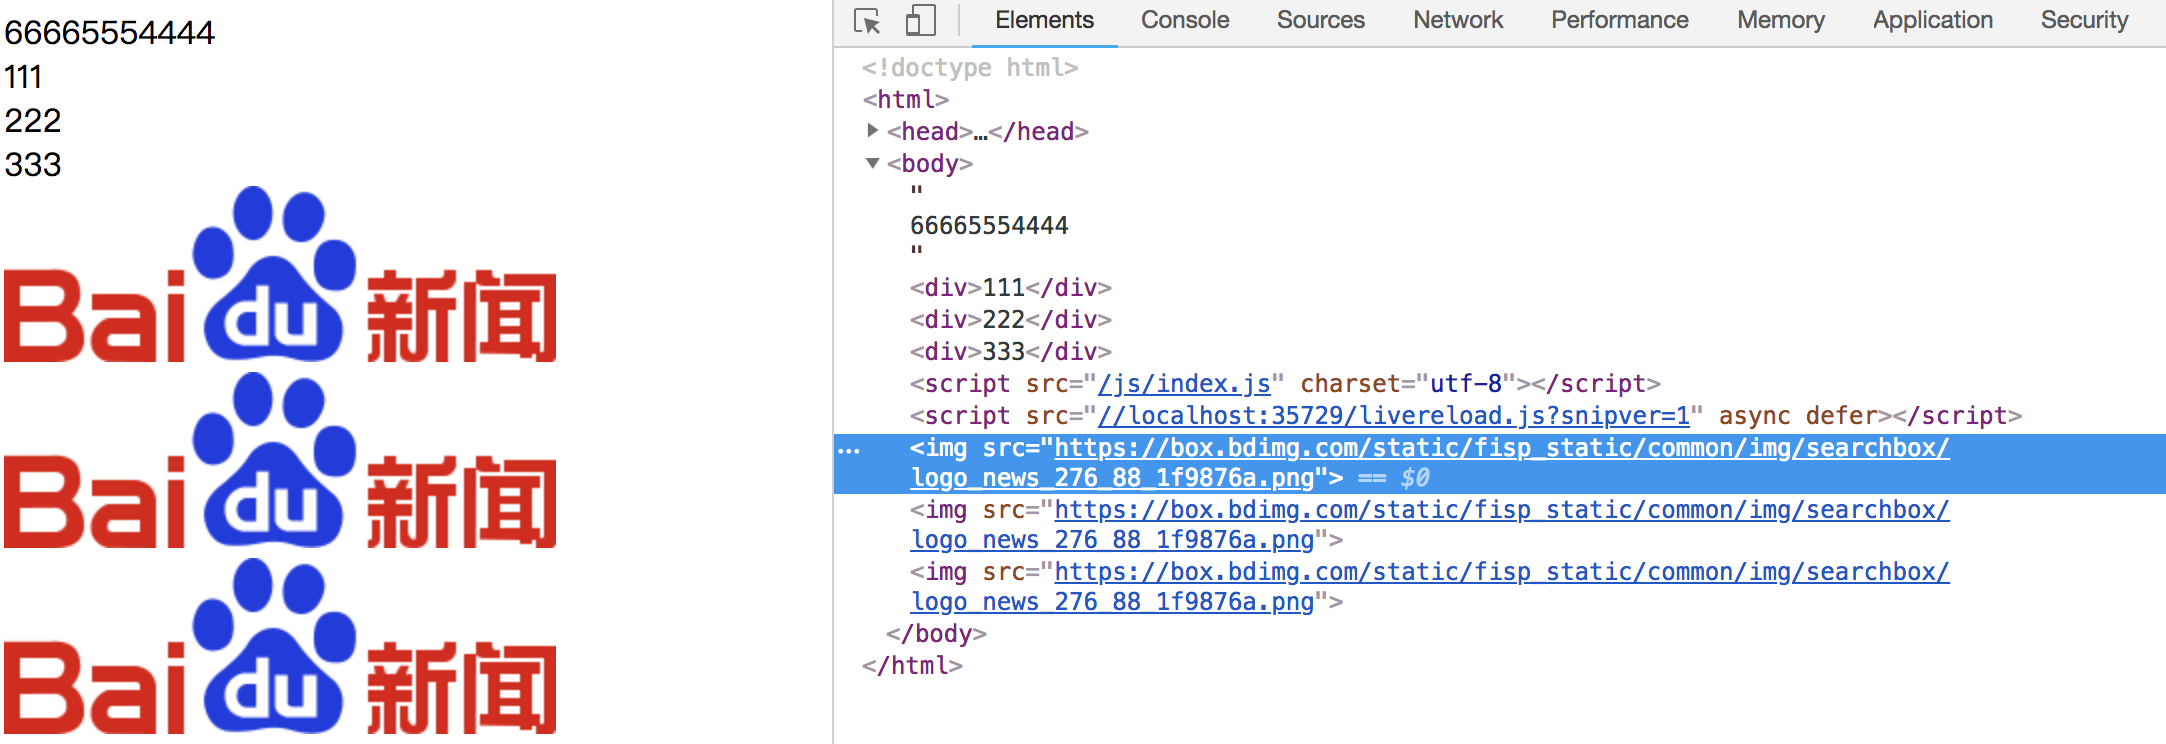 66665554444
111
222
333
Bai du 新闻
Bai du 新闻
Bai du 新闻
Elements Console Sources Network Performance Memory Application Security
<!doctype html>
<html>
<head>…</head>
<body>
"
66665554444
"
<div>111</div>
<div>222</div>
<div>333</div>
<script src="/js/index.js" charset="utf-8"></script>
<script src="//localhost:35729/livereload.js?snipver=1" async defer></script>
… <img src="https://box.bdimg.com/static/fisp_static/common/img/searchbox/
logo_news_276_88_1f9876a.png"> == $0
<img src="https://box.bdimg.com/static/fisp_static/common/img/searchbox/
logo_news_276_88_1f9876a.png">
<img src="https://box.bdimg.com/static/fisp_static/common/img/searchbox/
logo_news_276_88_1f9876a.png">
</body>
</html>